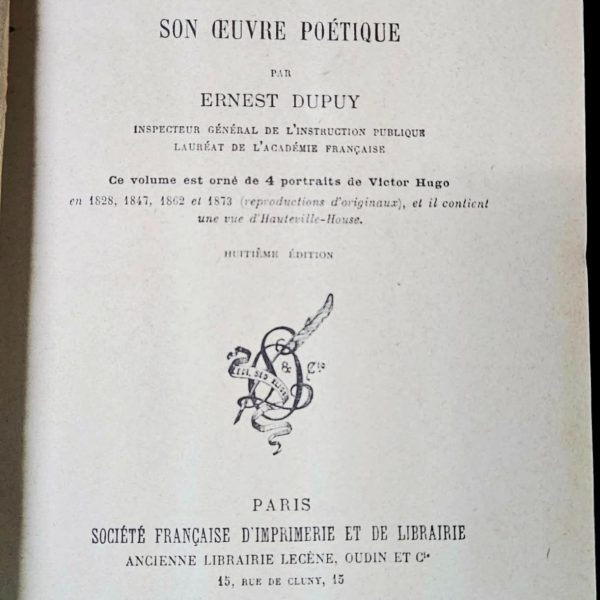 SON ŒUVRE POÉTIQUE
PAR
ERNEST DUPUY
INSPECTEUR GÉNÉRAL DE L'INSTRUCTION PUBLIQUE
LAURÉAT DE L'ACADÉMIE FRANÇAISE
Ce volume est orné de 4 portraits de Victor Hugo
en 1828, 1847, 1862 et 1873 (reproductions d'originaux), et il contient
une vue d'Hauteville-House.
HUITIÈME ÉDITION
& Cie
PARIS
SOCIÉTÉ FRANÇAISE D'IMPRIMERIE ET DE LIBRAIRIE
ANCIENNE LIBRAIRIE LECÈNE, OUDIN ET Cie
15, RUE DE CLUNY, 15